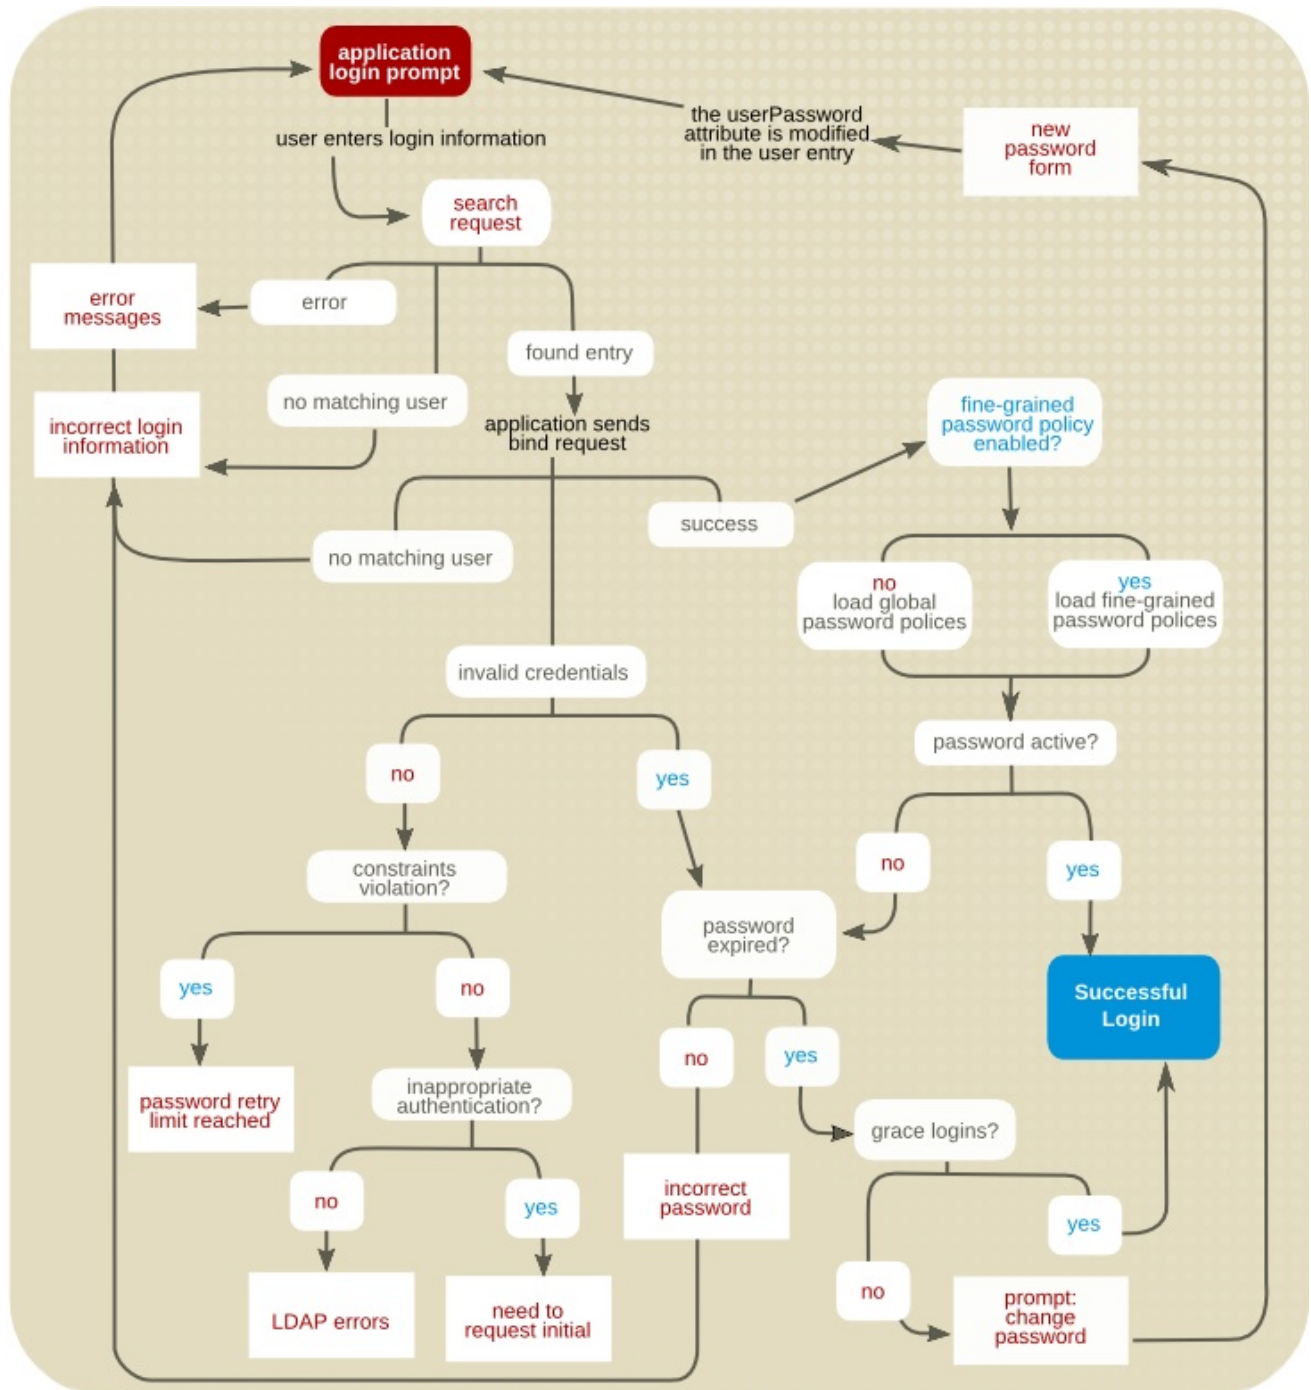 application
login prompt
user enters login information
the userPassword
attribute is modified
in the user entry
new
password
form
search
request
error
messages
error
found entry
no matching user
incorrect login
information
application sends
bind request
fine-grained
password policy
enabled?
success
no matching user
no
load global
password polices
yes
load fine-grained
password polices
invalid credentials
password active?
no
yes
no
yes
constraints
violation?
password
expired?
yes
no
Successful
Login
no
yes
inappropriate
authentication?
password retry
limit reached
grace logins?
no
yes
incorrect
password
yes
no
LDAP errors
need to
request initial
prompt:
change
password